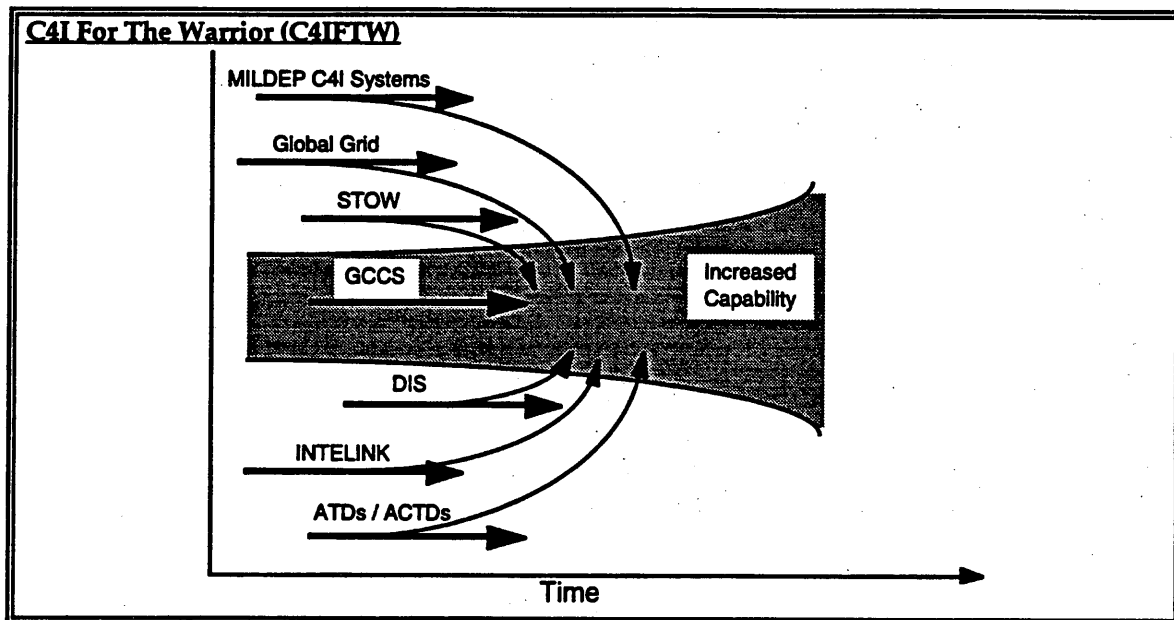 C4I For The Warrior (C4IFTW)
MILDEP C4I Systems
Global Grid
STOW
GCCS
Increased
Capability
DIS
INTELINK
ATDs / ACTDs
Time